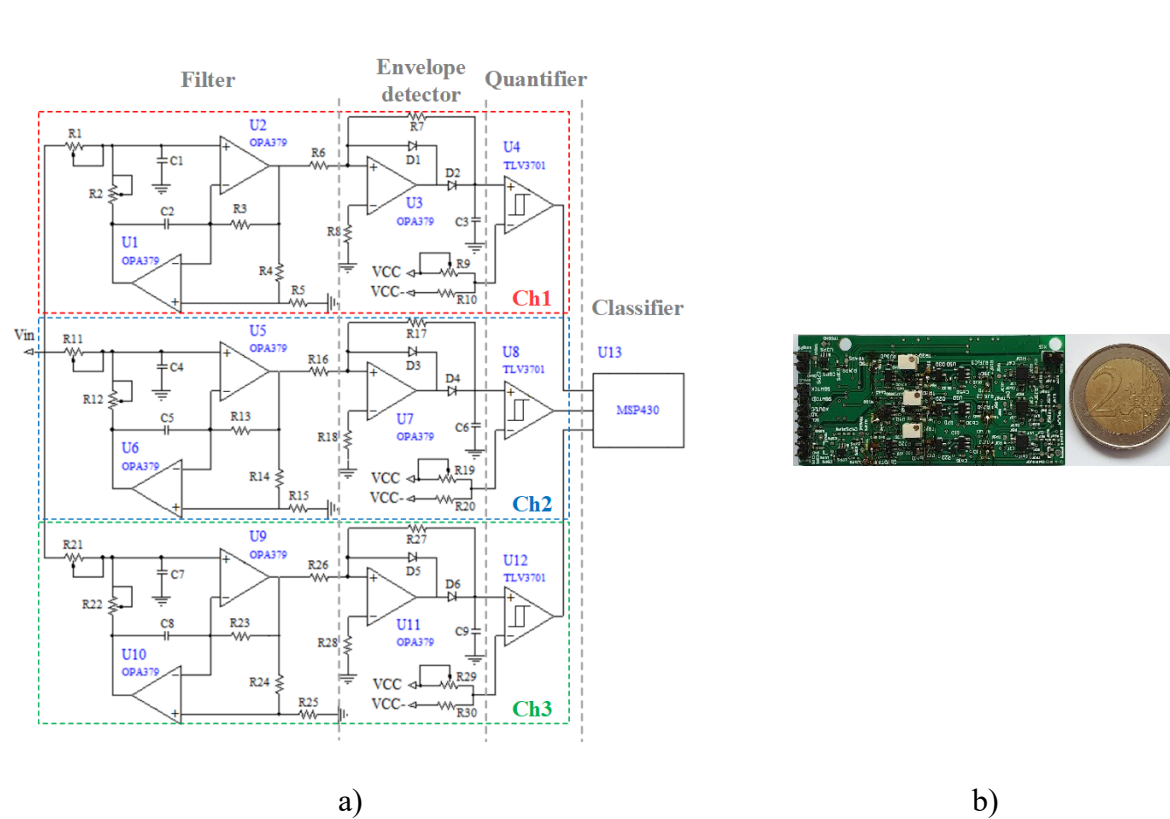 Filter
Envelope
detector
Quantifier
R1
U2
OPA379
C1
R2
C2
R3
U1
OPA379
R4
R5
R6
R7
D1
D2
U3
OPA379
R8
C3
VCC
R9
VCC-
R10
U4
TLV3701
Ch1
Classifier
Vin
R11
U5
OPA379
C4
R12
C5
R13
U6
OPA379
R14
R15
R16
R17
D3
D4
U7
OPA379
R18
C6
VCC
R19
VCC-
R20
U8
TLV3701
Ch2
U13
MSP430
R21
U9
OPA379
C7
R22
C8
R23
U10
OPA379
R24
R25
R26
R27
D5
D6
U11
OPA379
R28
C9
VCC
R29
VCC-
R30
U12
TLV3701
Ch3
2
a)
b)